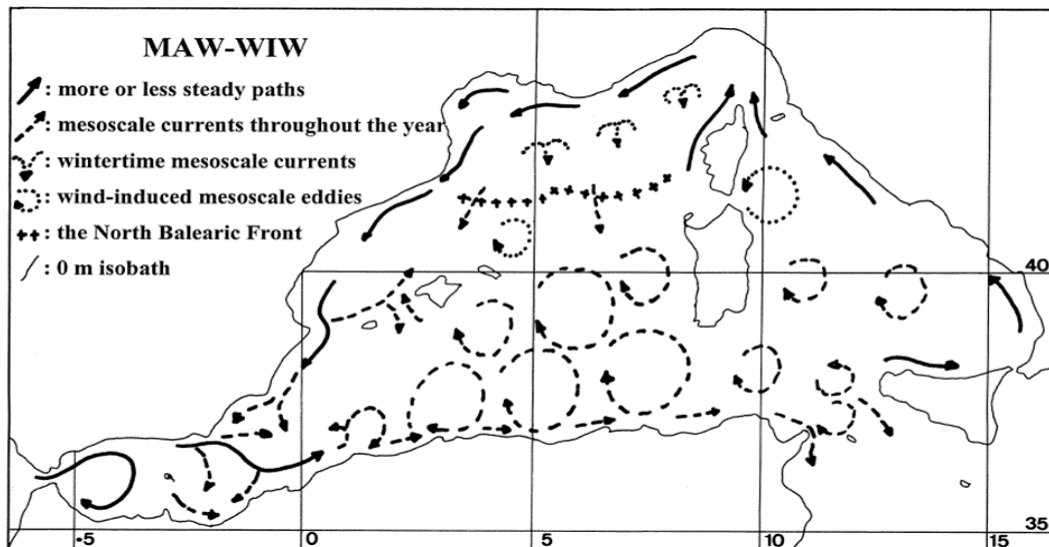 MAW-WIW
: more or less steady paths
: mesoscale currents throughout the year
: wintertime mesoscale currents
: wind-induced mesoscale eddies
: the North Balearic Front
: 0 m isobath
40
35
-5 0 5 10 15